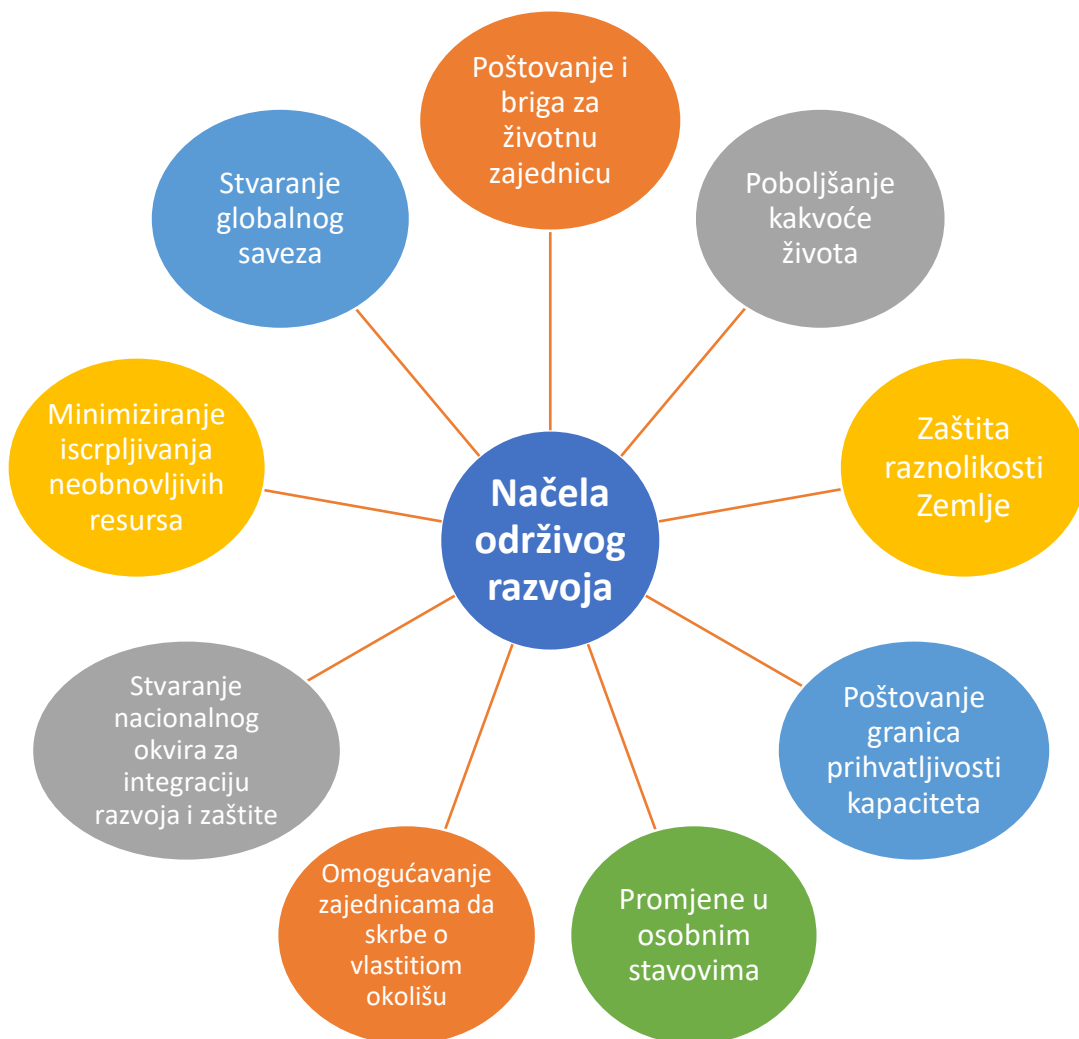 Poštovanje i
briga za
životnu
zajednicu
Poboljšanje
kakvoće
života
Zaštita
raznolikosti
Zemlje
Poštovanje
granica
prihvatljivosti
kapaciteta
Promjene u
osobnim
stavovima
Omogućavanje
zajednicama da
skrbe o
vlastitiom
okolišu
Stvaranje
nacionalnog
okvira za
integraciju
razvoja i zaštite
Minimiziranje
iscrpljivanja
neobnovljivih
resursa
Stvaranje
globalnog
saveza
Načela
održivog
razvoja